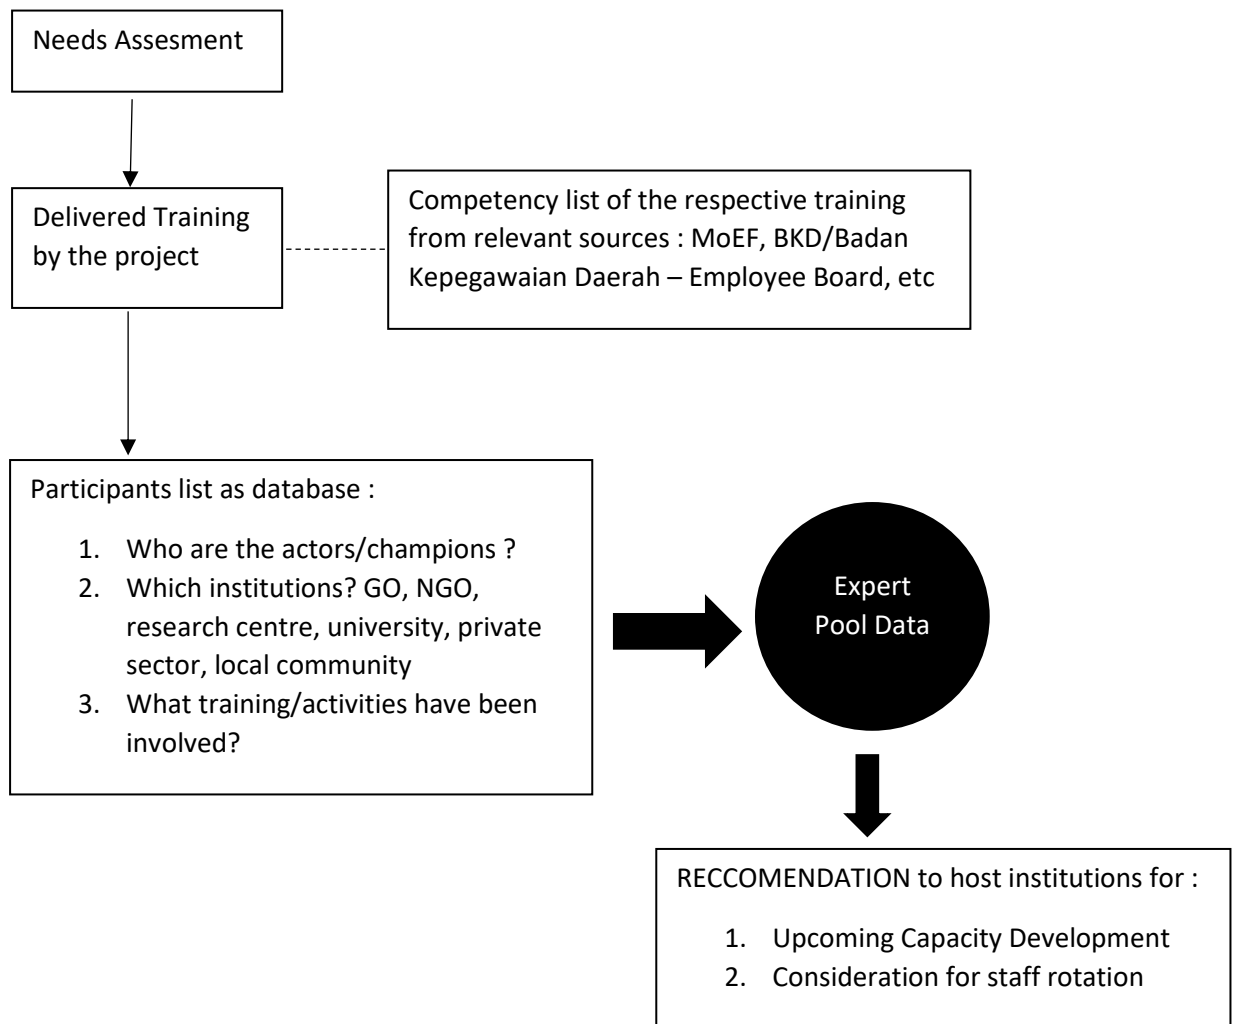 Needs Assesment
Delivered Training
by the project
Competency list of the respective training
from relevant sources : MoEF, BKD/Badan
Kepegawaian Daerah – Employee Board, etc
Participants list as database :
1. Who are the actors/champions ?
2. Which institutions? GO, NGO,
research centre, university, private
sector, local community
3. What training/activities have been
involved?
Expert
Pool Data
RECCOMENDATION to host institutions for :
1. Upcoming Capacity Development
2. Consideration for staff rotation